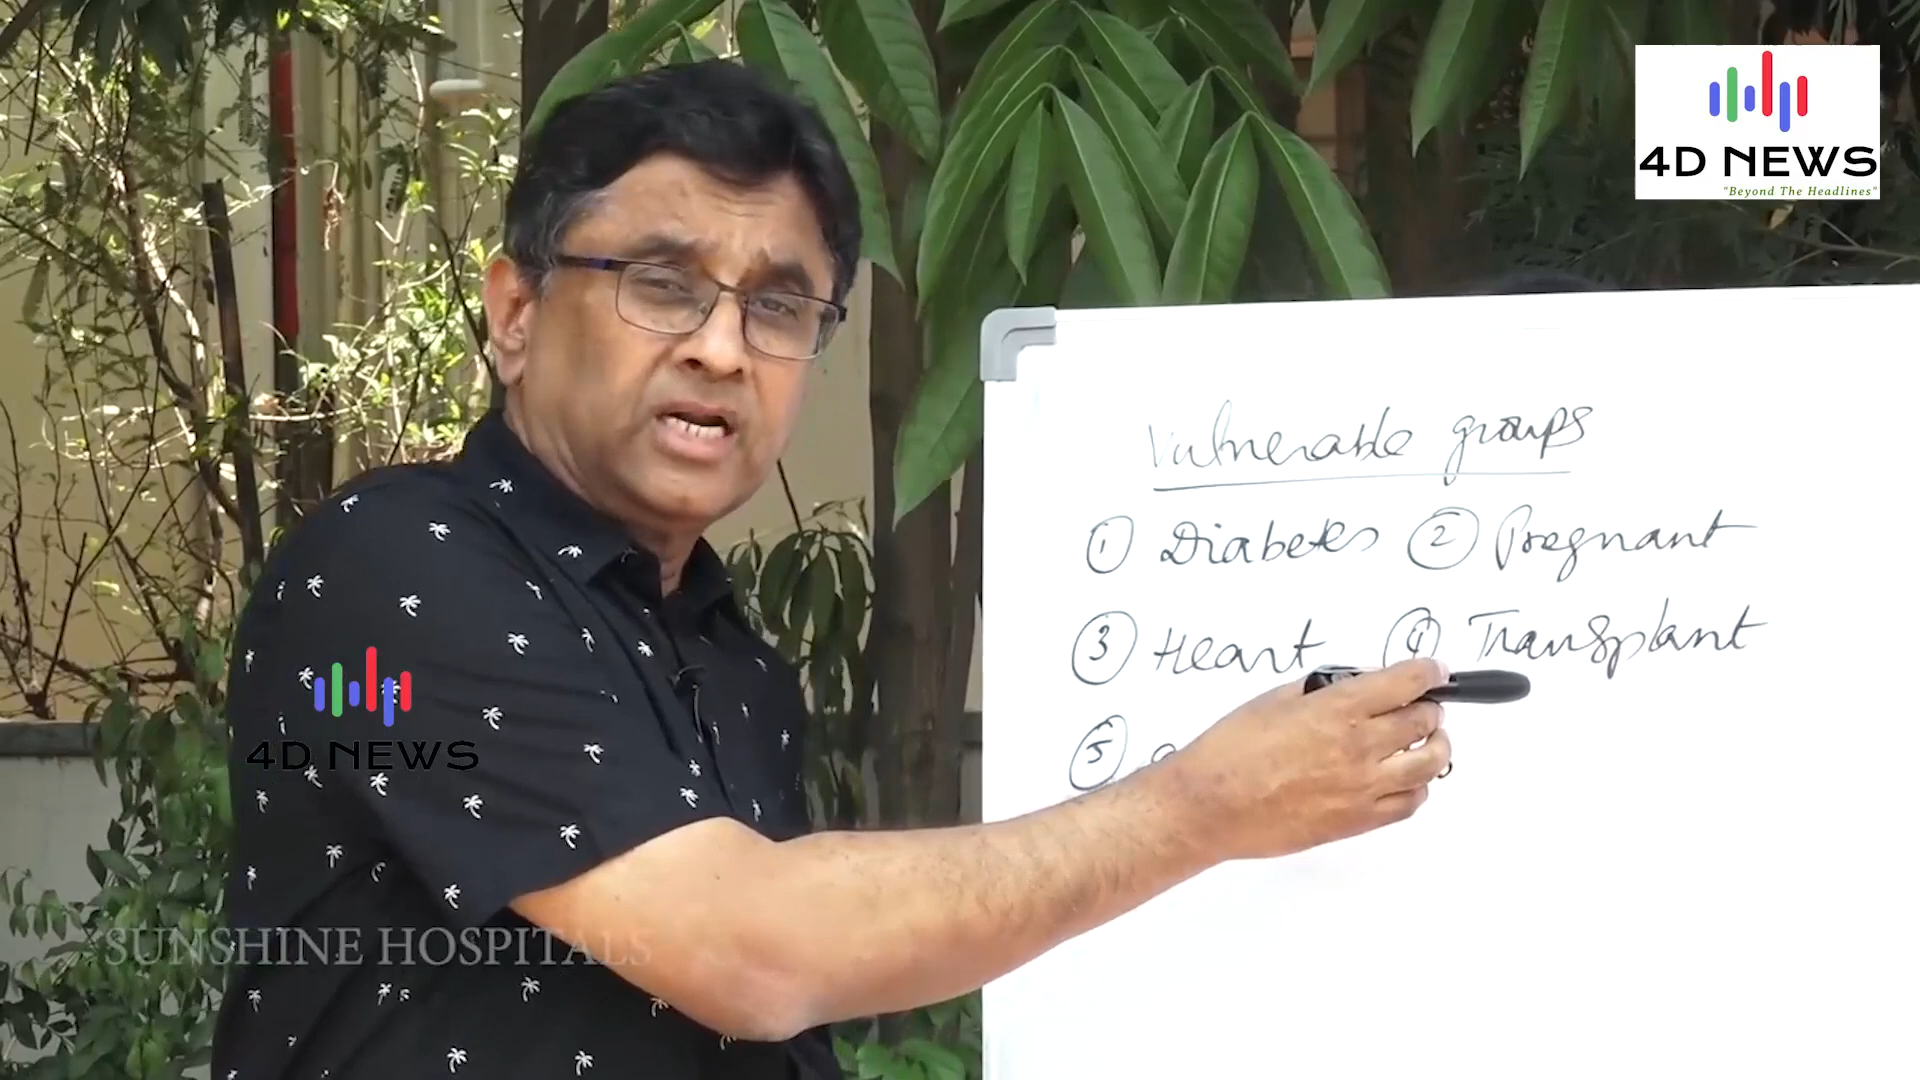 4D NEWS
"Beyond The Headlines"
Vulnerable groups
① Diabetes ② Pregnant
③ Heart ④ Transplant
⑤
4D NEWS
SUNSHINE HOSPITALS